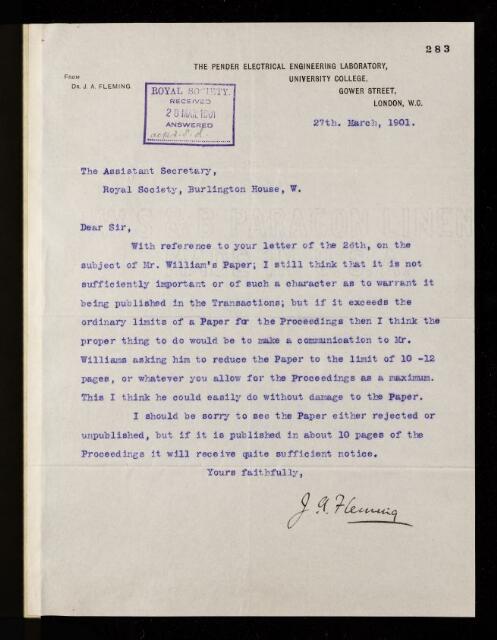 283
THE PENDER ELECTRICAL ENGINEERING LABORATORY,
FROM
UNIVERSITY COLLEGE,
DR. J. A. FLEMING
GOWER STREET,
LONDON, W.C.
ROYAL SOCIETY.
RECEIVED
28 MAR 1901
ANSWERED
27th. March, 1901.
The Assistant Secretary,
Royal Society, Burlington House, W.
Dear Sir,
With reference to your letter of the 26th, on the
subject of Mr. William's Paper; I still think that it is not
sufficiently important or of such a character as to warrant it
being published in the Transactions; but if it exceeds the
ordinary limits of a Paper for the Proceedings then I think the
proper thing to do would be to make a communication to Mr.
Williams asking him to reduce the Paper to the limit of 10 -12
pages, or whatever you allow for the Proceedings as a maximum.
This I think he could easily do without damage to the Paper.
I should be sorry to see the Paper either rejected or
unpublished, but if it is published in about 10 pages of the
Proceedings it will receive quite sufficient notice.
Yours faithfully,
J. A. Fleming